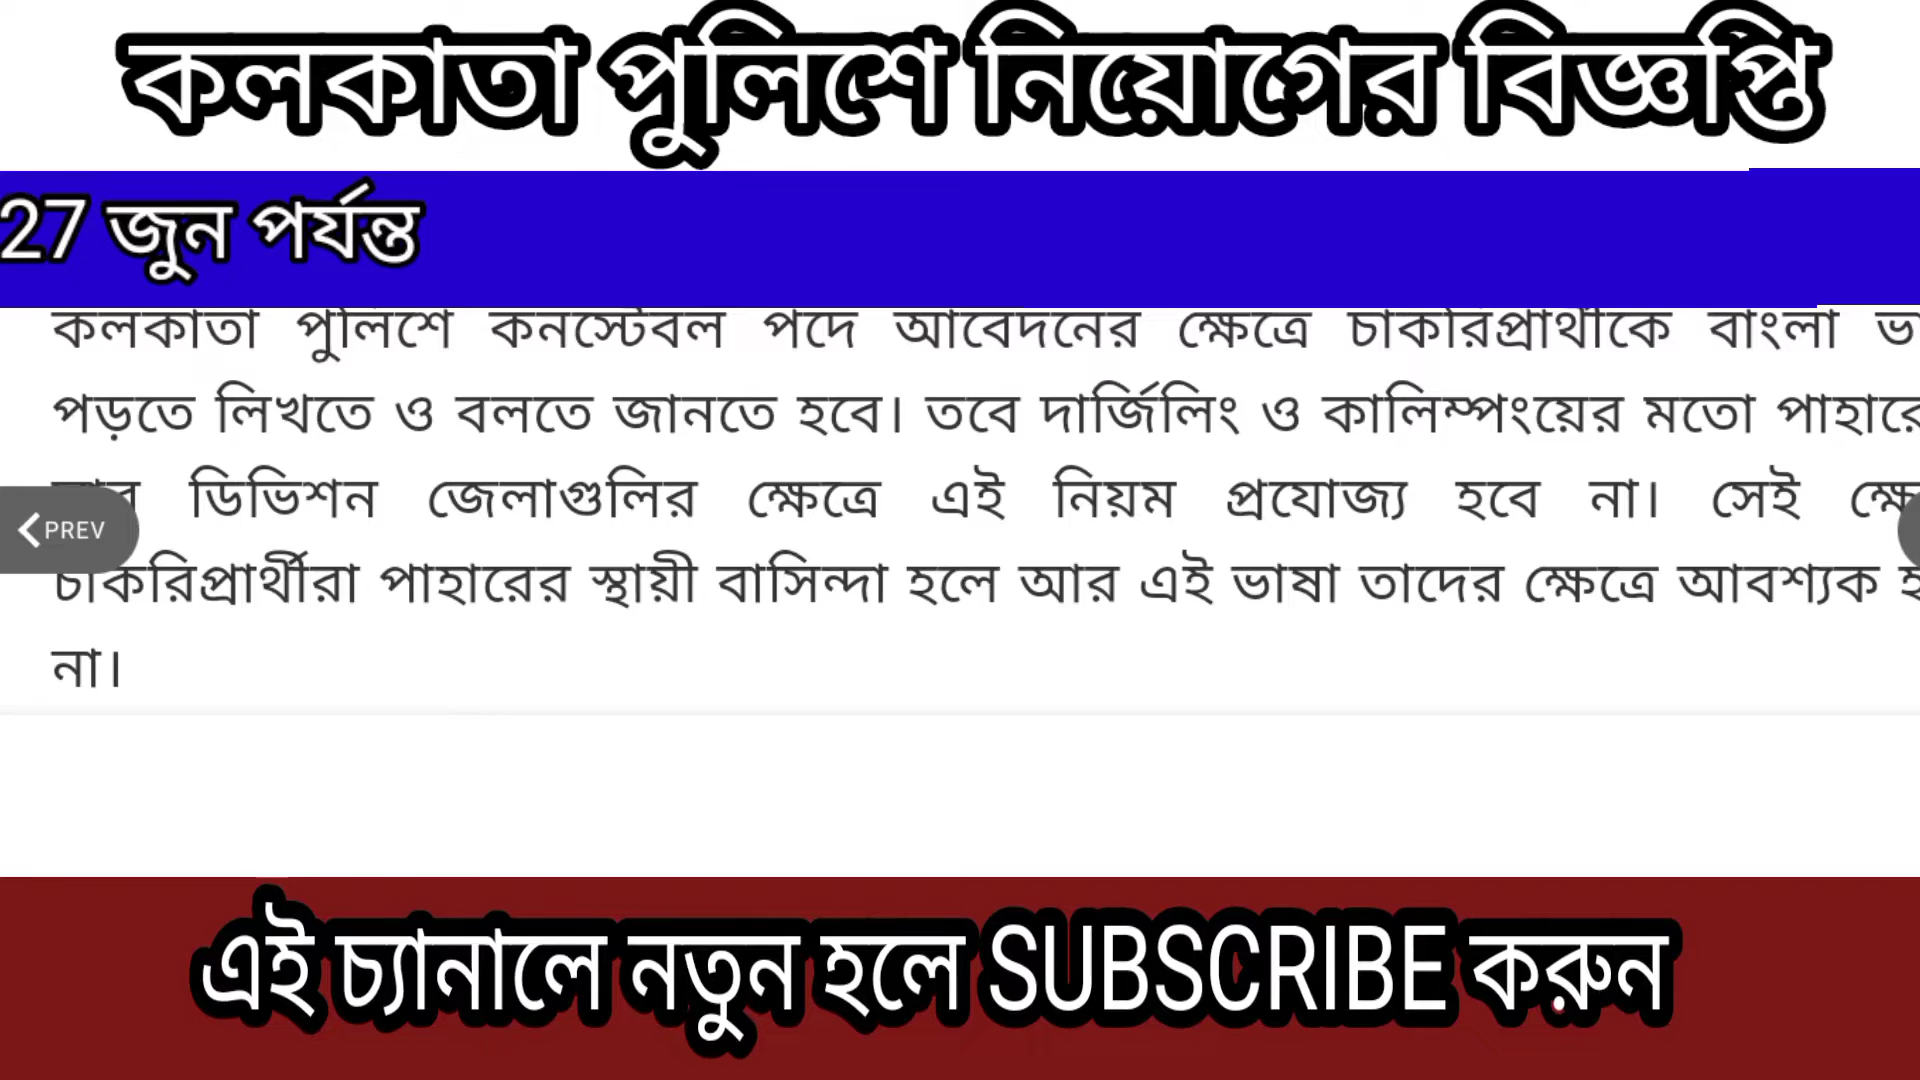 কলকাতা পুলিশে নিয়োগের বিজ্ঞপ্তি
27 জুন পর্যন্ত
কলকাতা পুলিশে কনস্টেবল পদে আবেদনের ক্ষেত্রে চাকরিপ্রার্থীকে বাংলা
পড়তে লিখতে ও বলতে জানতে হবে। তবে দার্জিলিং ও কালিম্পংয়ের মতো
ডিভিশন জেলাগুলির ক্ষেত্রে এই নিয়ম প্রযোজ্য হবে না। সেই
PREV
চাকরিপ্রার্থীরা পাহারের স্থায়ী বাসিন্দা হলে আর এই ভাষা তাদের ক্ষেত্রে আবশ্যক
না।
এই চ্যানালে নতুন হলে SUBSCRIBE করুন